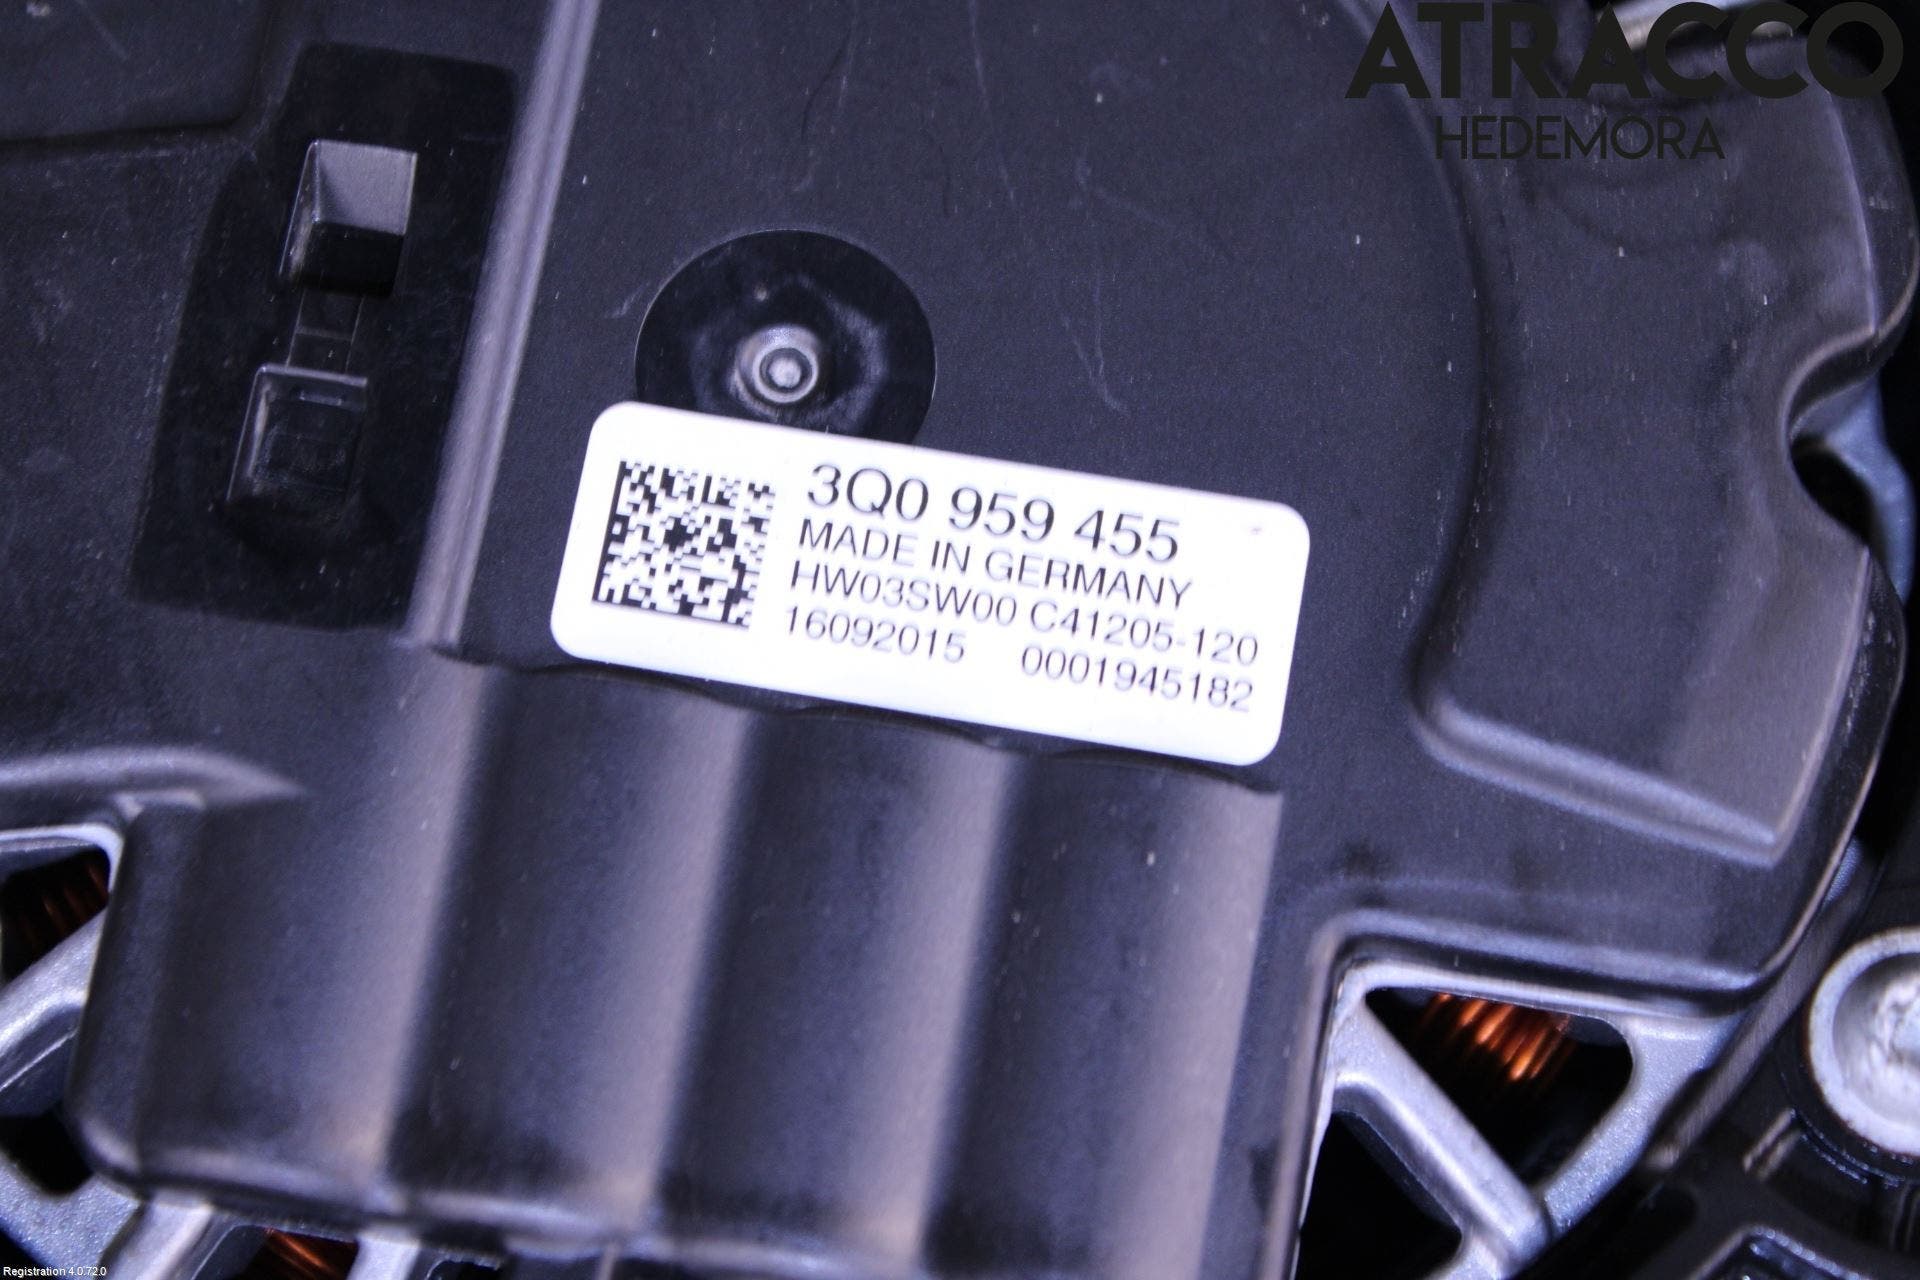 ATRACCO
HEDEMORA
3Q0 959 455
MADE IN GERMANY
HW03SW00 C41205-120
16092015 0001945182
Registration 4.0.72.0